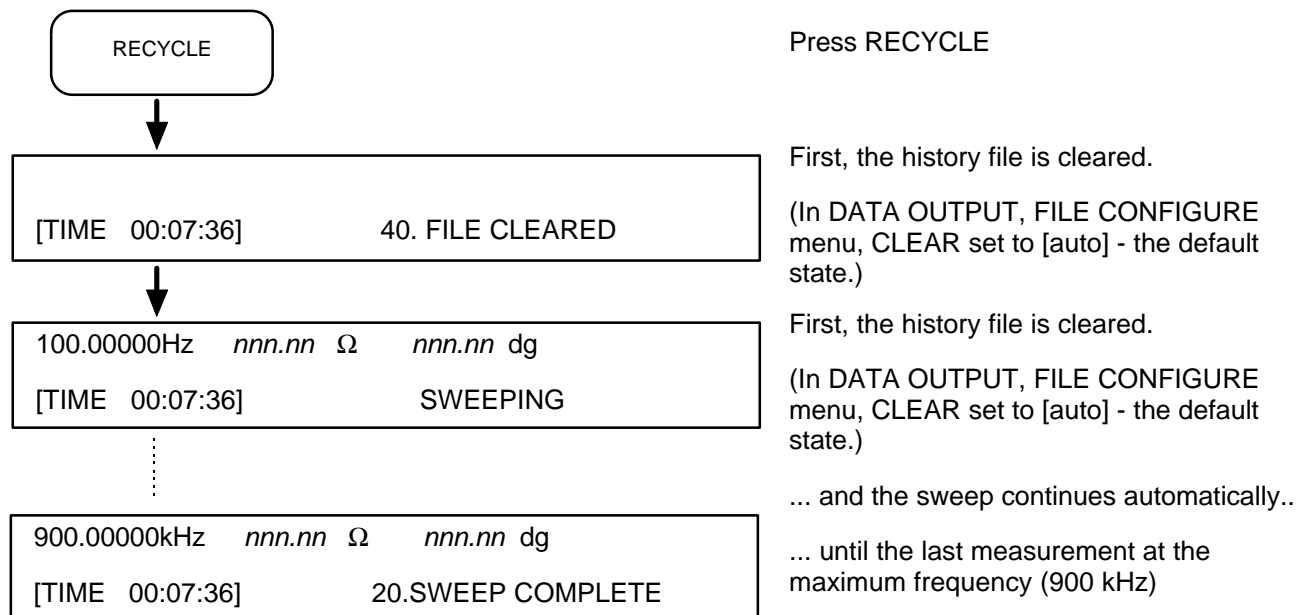 RECYCLE
Press RECYCLE
First, the history file is cleared.
[TIME 00:07:36] 40. FILE CLEARED
(In DATA OUTPUT, FILE CONFIGURE
menu, CLEAR set to [auto] - the default
state.)
100.00000Hz nnn.nn Ω nnn.nn dg
[TIME 00:07:36] SWEEPING
First, the history file is cleared.
(In DATA OUTPUT, FILE CONFIGURE
menu, CLEAR set to [auto] - the default
state.)
... and the sweep continues automatically..
900.00000kHz nnn.nn Ω nnn.nn dg
[TIME 00:07:36] 20.SWEEP COMPLETE
... until the last measurement at the
maximum frequency (900 kHz)